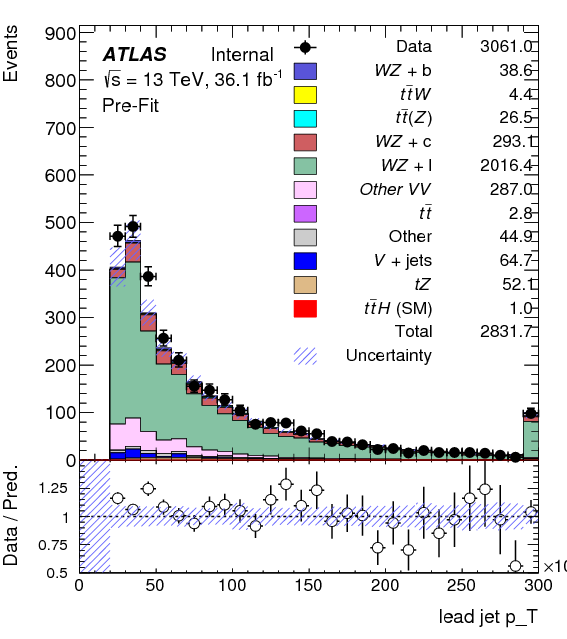 Events
900
800
700
600
500
400
300
200
100
0
ATLAS Internal
√s = 13 TeV, 36.1 fb⁻¹
Pre-Fit
Data 3061.0
WZ + b 38.6
tt̄W 4.4
tt̄(Z) 26.5
WZ + c 293.1
WZ + l 2016.4
Other VV 287.0
tt̄ 2.8
Other 44.9
V + jets 64.7
tZ 52.1
tt̄H (SM) 1.0
Total 2831.7
Uncertainty
Data / Pred.
1.25
1
0.75
0.5
0 50 100 150 200 250 300
lead jet p_T